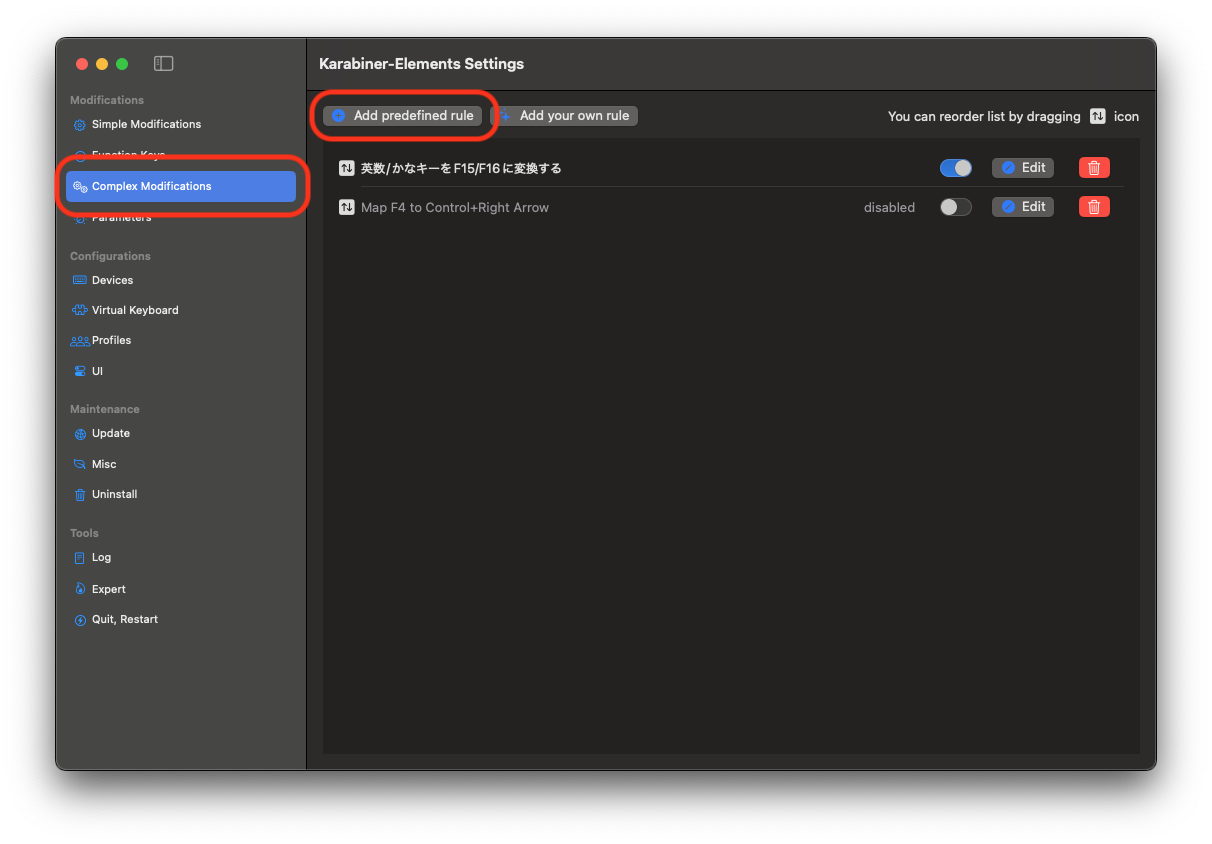 Karabiner-Elements Settings
Modifications
Simple Modifications
Function Keys
Complex Modifications
Parameters
Configurations
Devices
Virtual Keyboard
Profiles
UI
Maintenance
Update
Misc
Uninstall
Tools
Log
Expert
Quit, Restart
Add predefined rule Add your own rule You can reorder list by dragging icon
英数/かなキーをF15/F16に変換する Edit
Map F4 to Control+Right Arrow disabled Edit